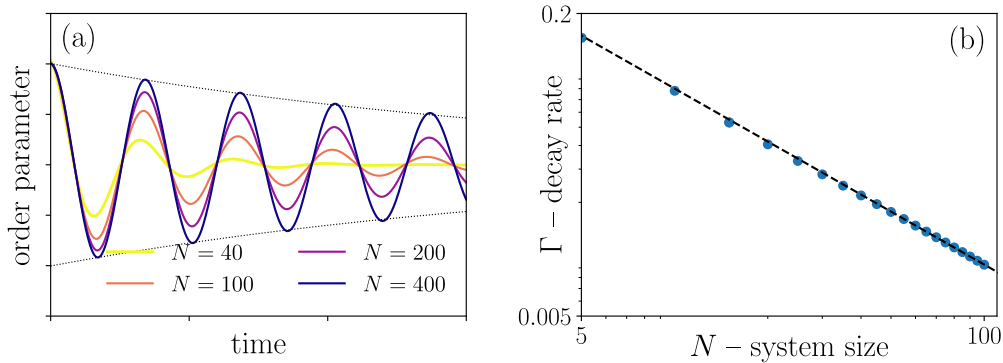 (a)
order parameter
N = 40
N = 100
N = 200
N = 400
time
(b)
0.2
Γ – decay rate
0.005
5
100
N – system size